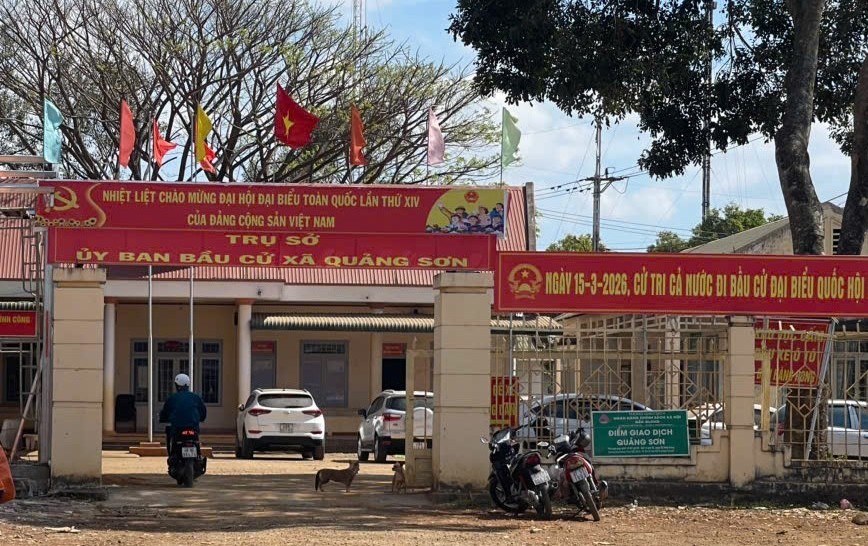 NHIỆT LIỆT CHÀO MỪNG ĐẠI HỘI ĐẠI BIỂU TOÀN QUỐC LẦN THỨ XIV
CỦA ĐẢNG CỘNG SẢN VIỆT NAM
TRỤ SỞ
ỦY BAN BẦU CỬ XÃ QUẢNG SƠN
NGÀY 15-3-2026, CỬ TRI CẢ NƯỚC ĐI BẦU CỬ ĐẠI BIỂU QUỐC HỘI
ĐIỂM GIAO DỊCH
QUẢNG SƠN